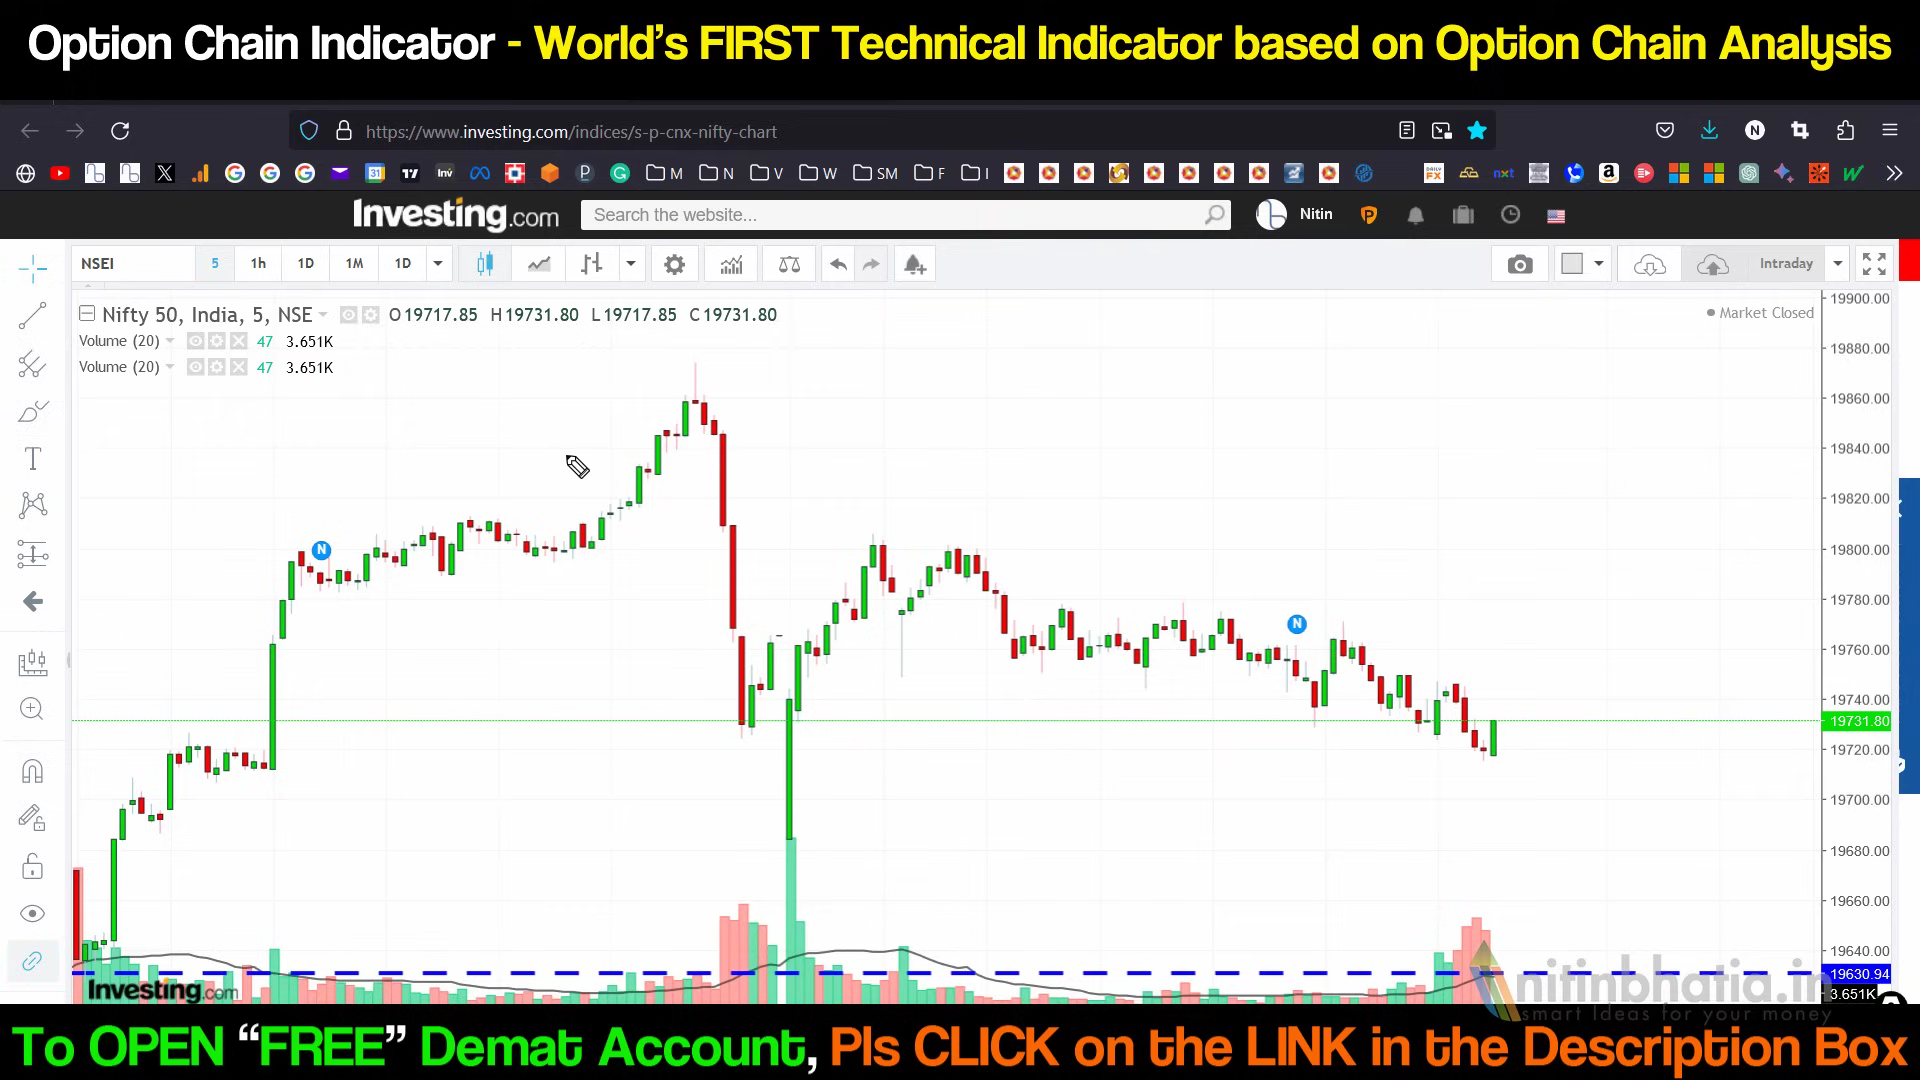 Option Chain Indicator - World's FIRST Technical Indicator based on Option Chain Analysis
https://www.investing.com/indices/s-p-cnx-nifty-chart
M N V W SM F I
Investing.com Search the website... Nitin
NSEI 5 1h 1D 1M 1D Intraday
Nifty 50, India, 5, NSE O 19717.85 H 19731.80 L 19717.85 C 19731.80
Market Closed
Volume (20) 47 3.651K
Volume (20) 47 3.651K
19900.00
19880.00
19860.00
19840.00
19820.00
19800.00
19780.00
19760.00
19740.00
19731.80
19720.00
19700.00
19680.00
19660.00
19640.00
19630.94
3.651K
N
N
Investing.com
nitinbhatia.in
smart Ideas for your money
To OPEN “FREE” Demat Account, Pls CLICK on the LINK in the Description Box